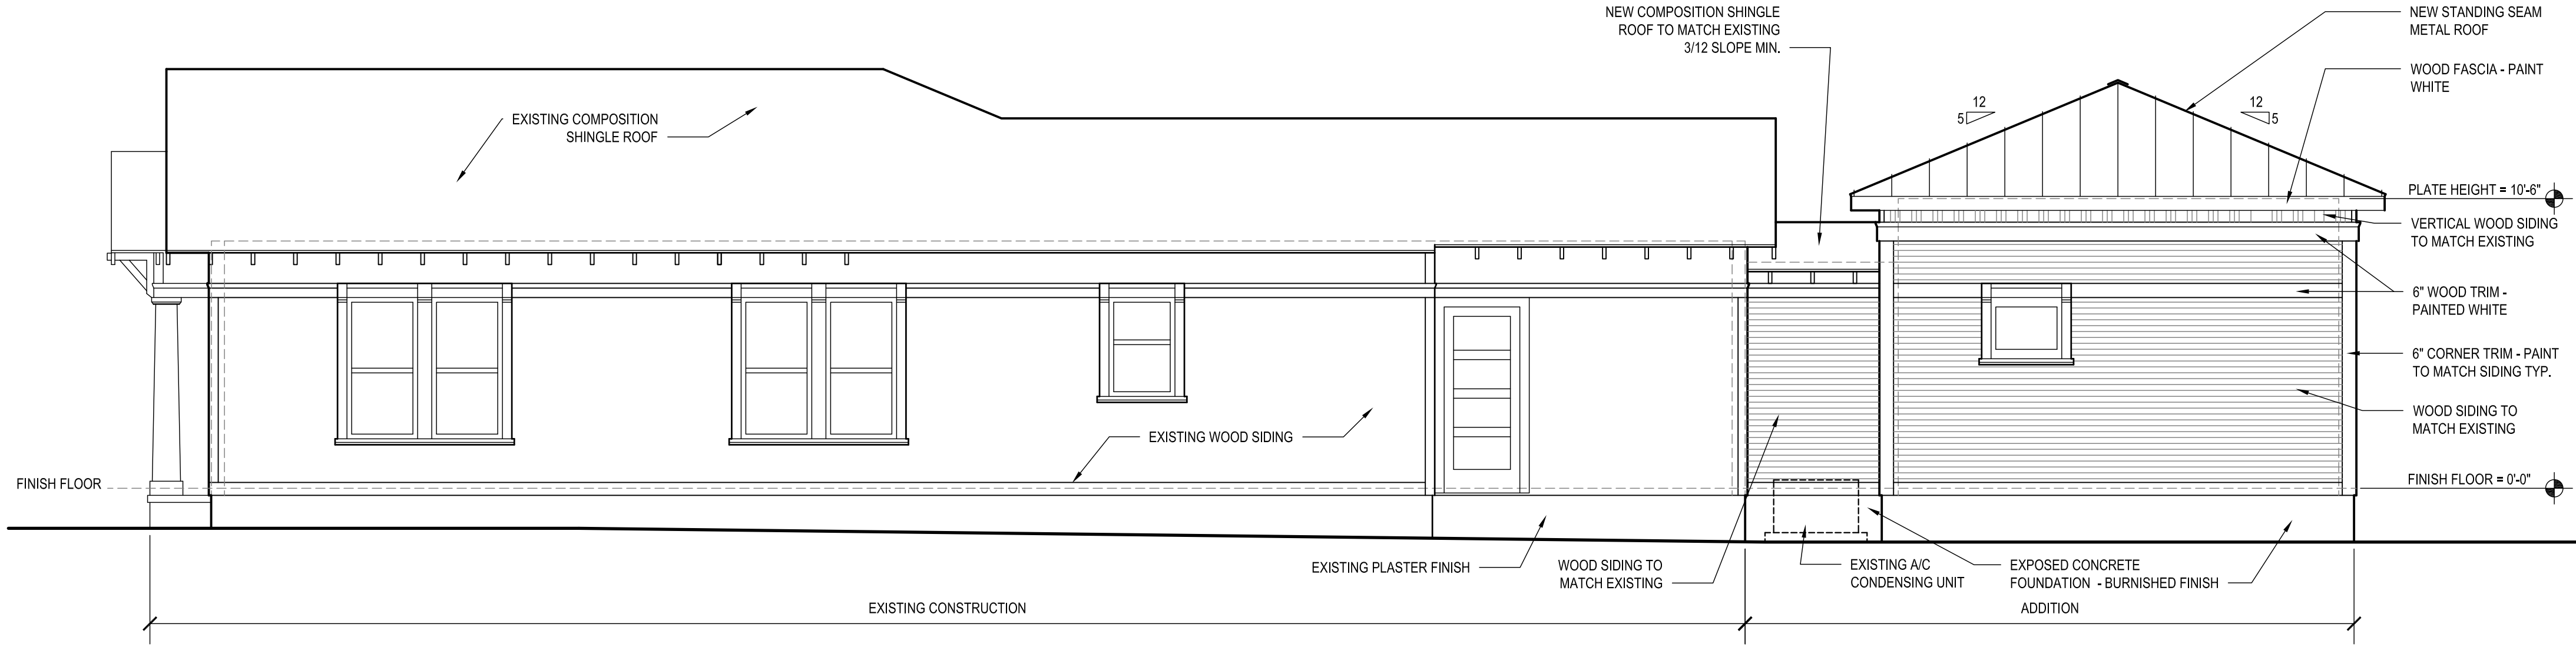 NEW COMPOSITION SHINGLE
ROOF TO MATCH EXISTING
3/12 SLOPE MIN.
NEW STANDING SEAM
METAL ROOF
WOOD FASCIA - PAINT
WHITE
12
5
12
5
EXISTING COMPOSITION
SHINGLE ROOF
PLATE HEIGHT = 10'-6"
VERTICAL WOOD SIDING
TO MATCH EXISTING
6" WOOD TRIM -
PAINTED WHITE
6" CORNER TRIM - PAINT
TO MATCH SIDING TYP.
WOOD SIDING TO
MATCH EXISTING
EXISTING WOOD SIDING
FINISH FLOOR
FINISH FLOOR = 0'-0"
EXISTING PLASTER FINISH
WOOD SIDING TO
MATCH EXISTING
EXISTING A/C
CONDENSING UNIT
EXPOSED CONCRETE
FOUNDATION - BURNISHED FINISH
EXISTING CONSTRUCTION
ADDITION